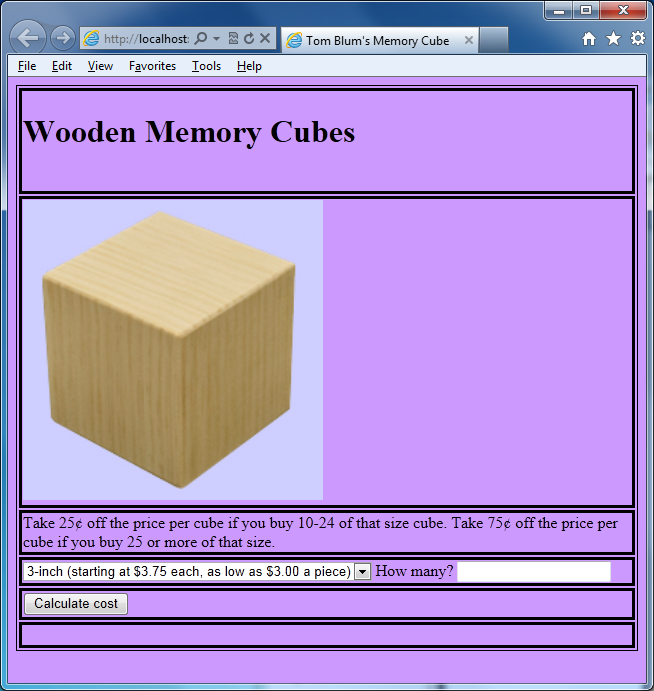 http://localhost:
Tom Blum's Memory Cube
File Edit View Favorites Tools Help
Wooden Memory Cubes
Take 25¢ off the price per cube if you buy 10-24 of that size cube. Take 75¢ off the price per
cube if you buy 25 or more of that size.
3-inch (starting at $3.75 each, as low as $3.00 a piece) How many?
Calculate cost